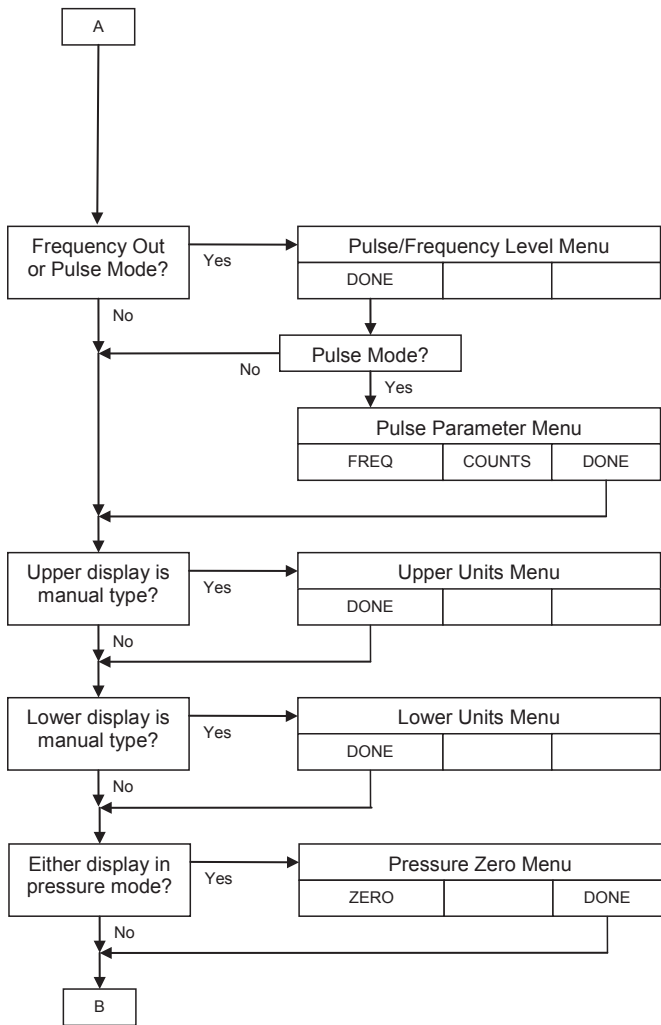 A
Frequency Out
or Pulse Mode?
Yes
Pulse/Frequency Level Menu
DONE
No
Pulse Mode?
No
Yes
Pulse Parameter Menu
FREQ COUNTS DONE
Upper display is
manual type?
Yes
Upper Units Menu
DONE
No
Lower display is
manual type?
Yes
Lower Units Menu
DONE
No
Either display in
pressure mode?
Yes
Pressure Zero Menu
ZERO DONE
No
B